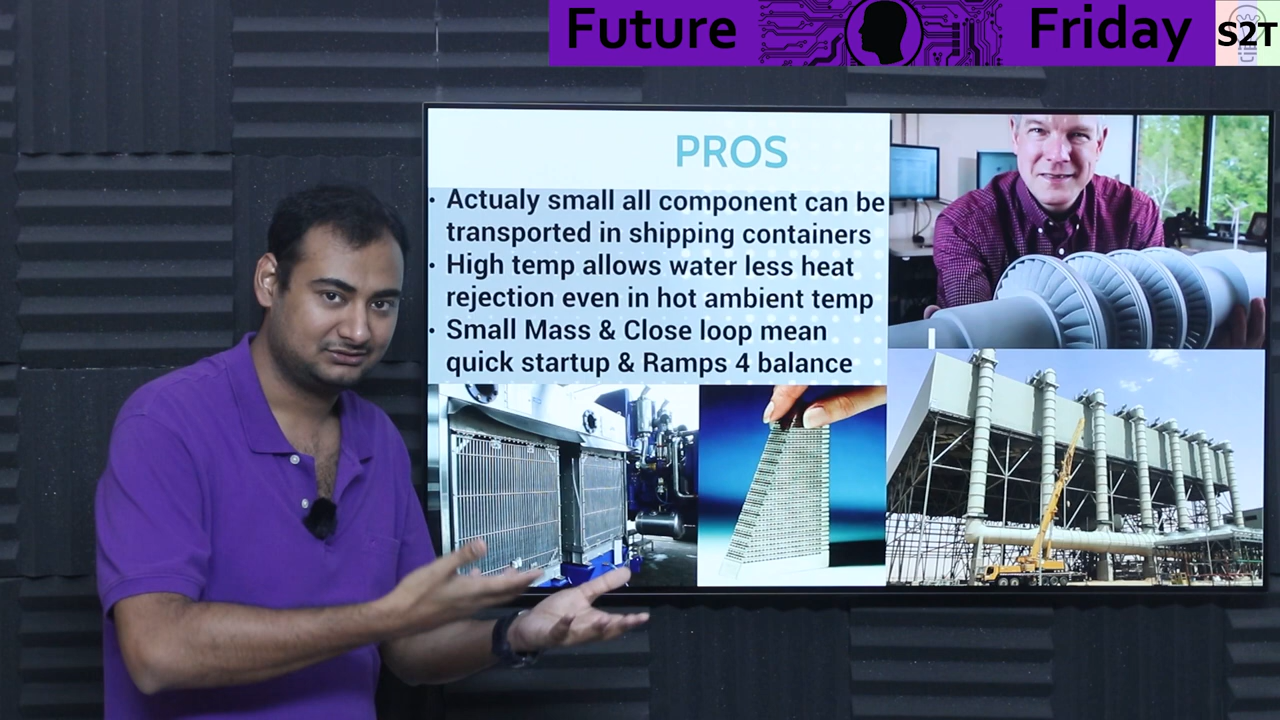 Future Friday
S2T
PROS
• Actualy small all component can be
transported in shipping containers
• High temp allows water less heat
rejection even in hot ambient temp
• Small Mass & Close loop mean
quick startup & Ramps 4 balance